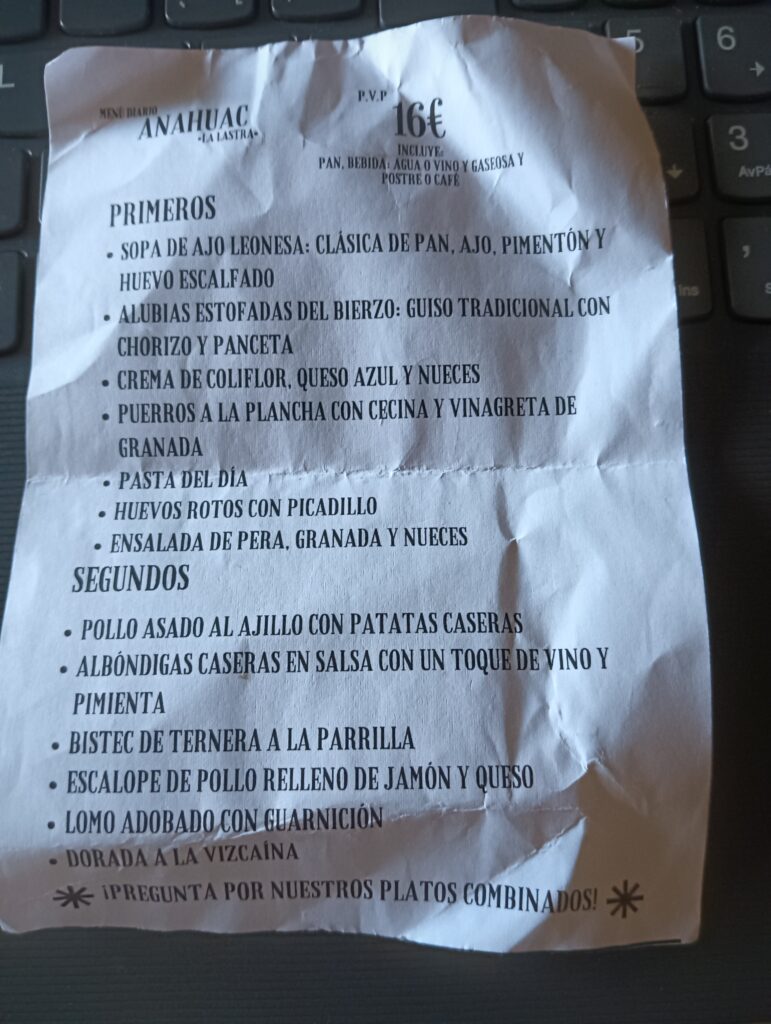 MENÚ DIARIO
ANAHUAC
•LA LASTRA•
P.V.P
16€
INCLUYE:
PAN, BEBIDA: AGUA O VINO Y GASEOSA Y
POSTRE O CAFÉ
PRIMEROS
• SOPA DE AJO LEONESA: CLÁSICA DE PAN, AJO, PIMENTÓN Y
HUEVO ESCALFADO
• ALUBIAS ESTOFADAS DEL BIERZO: GUISO TRADICIONAL CON
CHORIZO Y PANCETA
• CREMA DE COLIFLOR, QUESO AZUL Y NUECES
• PUERROS A LA PLANCHA CON CECINA Y VINAGRETA DE
GRANADA
• PASTA DEL DÍA
• HUEVOS ROTOS CON PICADILLO
• ENSALADA DE PERA, GRANADA Y NUECES
SEGUNDOS
• POLLO ASADO AL AJILLO CON PATATAS CASERAS
• ALBÓNDIGAS CASERAS EN SALSA CON UN TOQUE DE VINO Y
PIMIENTA
• BISTEC DE TERNERA A LA PARRILLA
• ESCALOPE DE POLLO RELLENO DE JAMÓN Y QUESO
• LOMO ADOBADO CON GUARNICIÓN
• DORADA A LA VIZCAÍNA
¡PREGUNTA POR NUESTROS PLATOS COMBINADOS!
L
5
6
3
AvPá
ins